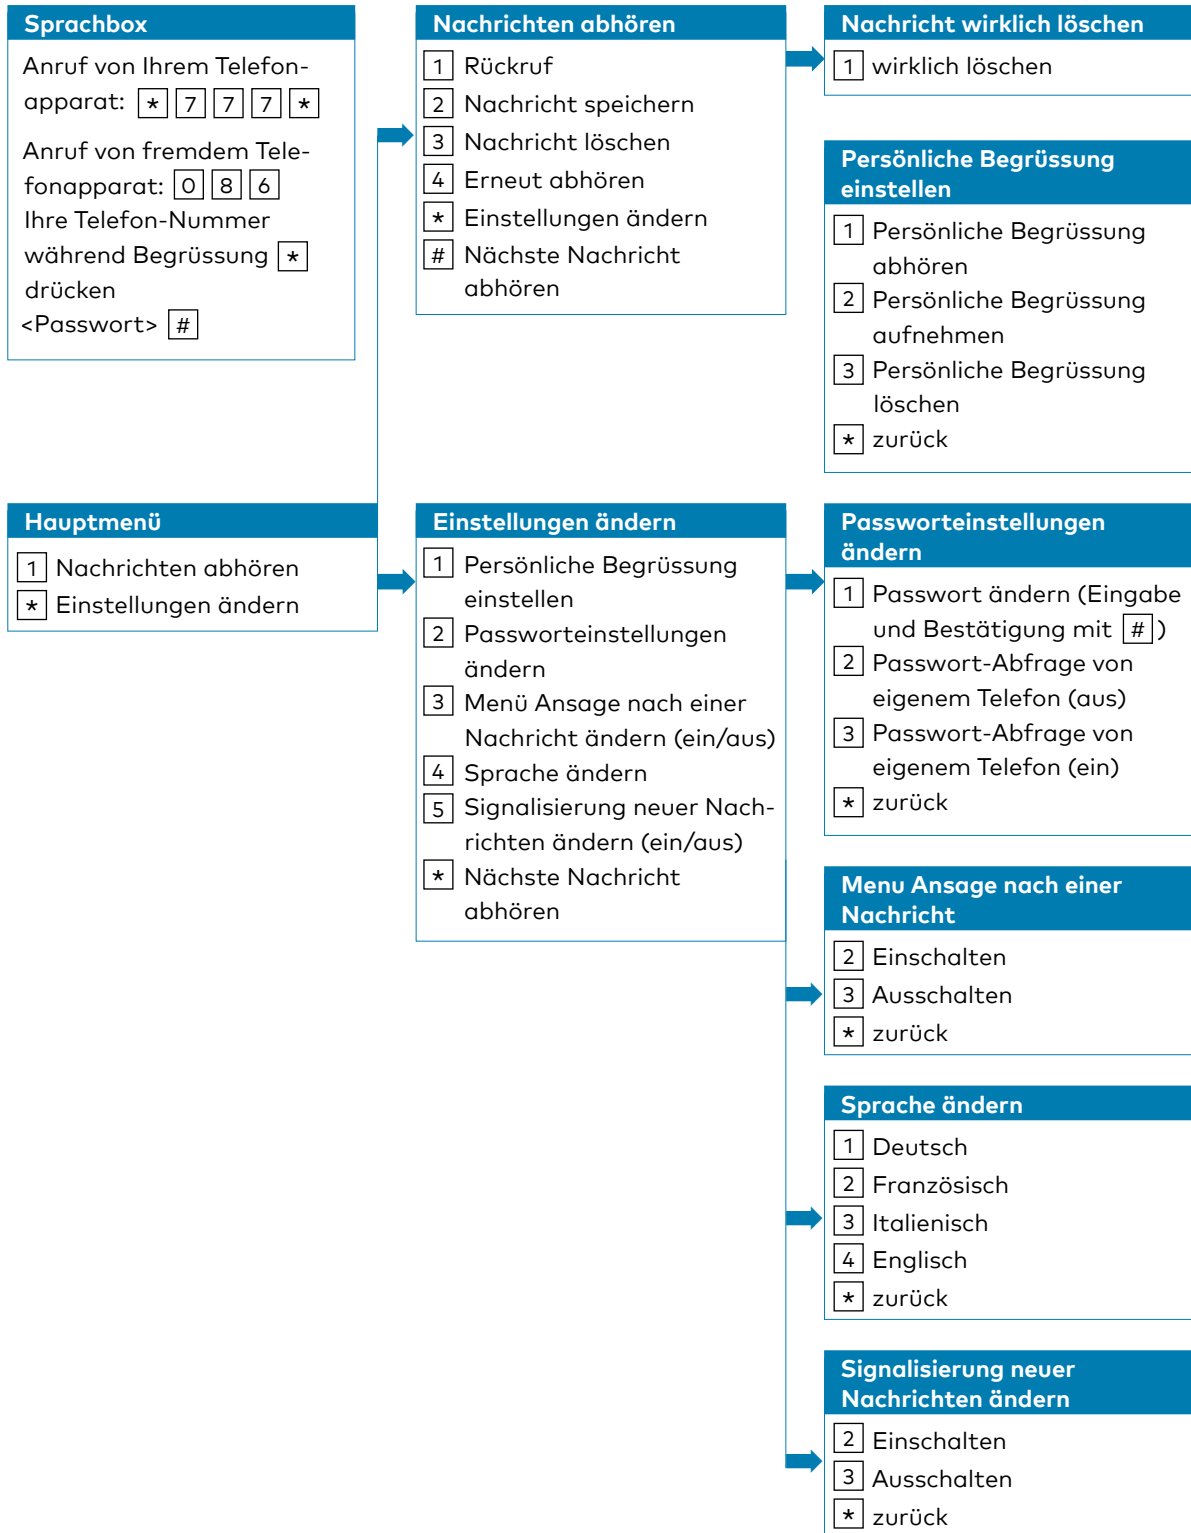 Sprachbox
Anruf von Ihrem Telefon-
apparat: * 7 7 7 *
Anruf von fremdem Tele-
fonapparat: 0 8 6
Ihre Telefon-Nummer
während Begrüssung *
drücken
<Passwort> #
Hauptmenü
1 Nachrichten abhören
* Einstellungen ändern
Nachrichten abhören
1 Rückruf
2 Nachricht speichern
3 Nachricht löschen
4 Erneut abhören
* Einstellungen ändern
# Nächste Nachricht
abhören
Einstellungen ändern
1 Persönliche Begrüssung
einstellen
2 Passworteinstellungen
ändern
3 Menü Ansage nach einer
Nachricht ändern (ein/aus)
4 Sprache ändern
5 Signalisierung neuer Nach-
richten ändern (ein/aus)
* Nächste Nachricht
abhören
Nachricht wirklich löschen
1 wirklich löschen
Persönliche Begrüssung
einstellen
1 Persönliche Begrüssung
abhören
2 Persönliche Begrüssung
aufnehmen
3 Persönliche Begrüssung
löschen
* zurück
Passworteinstellungen
ändern
1 Passwort ändern (Eingabe
und Bestätigung mit #)
2 Passwort-Abfrage von
eigenem Telefon (aus)
3 Passwort-Abfrage von
eigenem Telefon (ein)
* zurück
Menu Ansage nach einer
Nachricht
2 Einschalten
3 Ausschalten
* zurück
Sprache ändern
1 Deutsch
2 Französisch
3 Italienisch
4 Englisch
* zurück
Signalisierung neuer
Nachrichten ändern
2 Einschalten
3 Ausschalten
* zurück